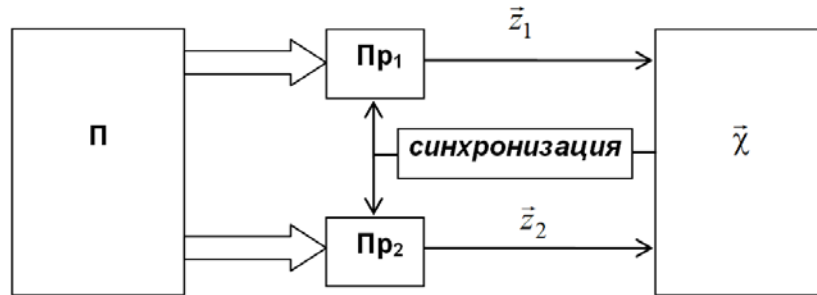 Пр₁
z⃗₁
П
синхронизация
χ⃗
Пр₂
z⃗₂